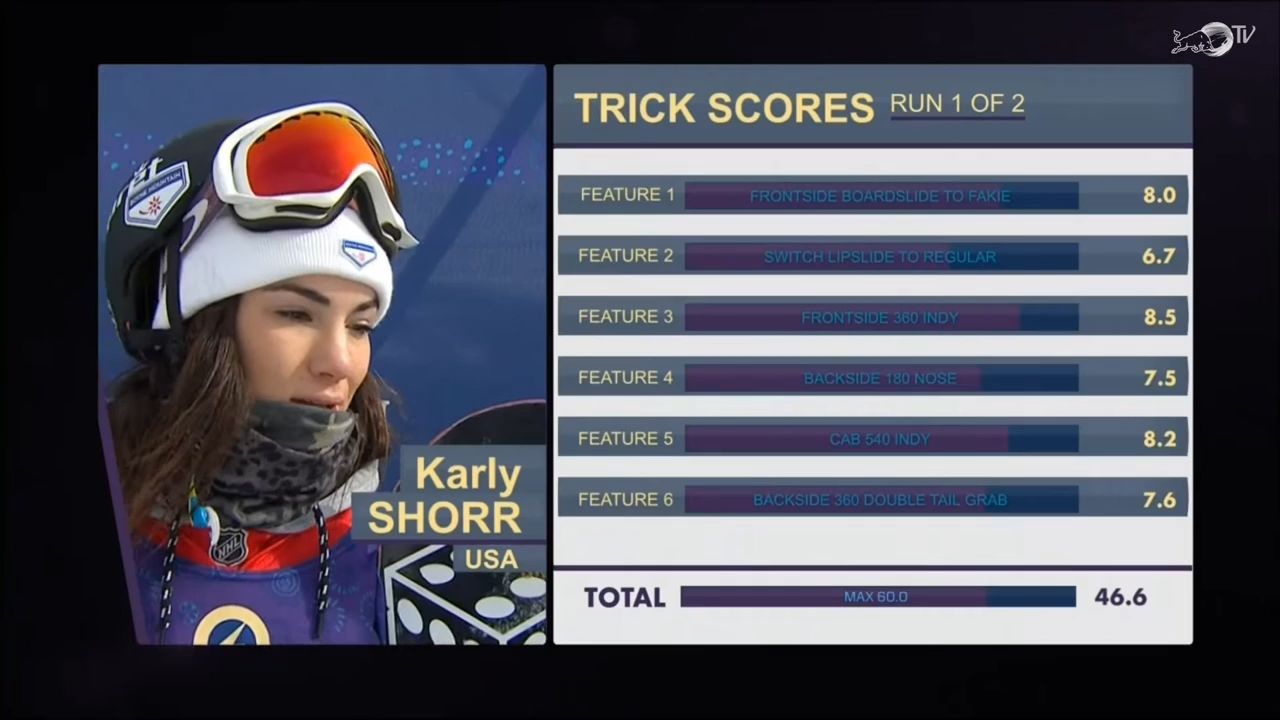 TV
TRICK SCORES RUN 1 OF 2
FEATURE 1 FRONTSIDE BOARDSLIDE TO FAKIE 8.0
FEATURE 2 SWITCH LIPSLIDE TO REGULAR 6.7
FEATURE 3 FRONTSIDE 360 INDY 8.5
FEATURE 4 BACKSIDE 180 NOSE 7.5
FEATURE 5 CAB 540 INDY 8.2
FEATURE 6 BACKSIDE 360 DOUBLE TAIL GRAB 7.6
TOTAL MAX 60.0 46.6
Karly
SHORR
USA
NHL